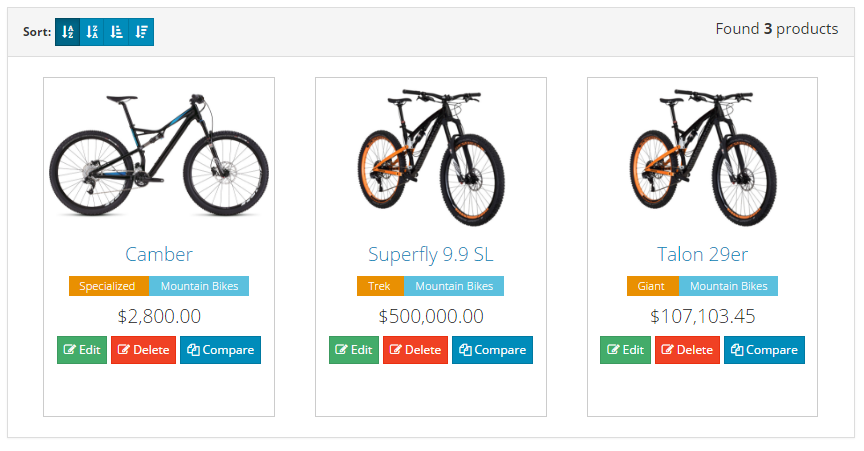 Sort:
Found 3 products
Camber
Specialized Mountain Bikes
$2,800.00
Edit Delete Compare
Superfly 9.9 SL
Trek Mountain Bikes
$500,000.00
Edit Delete Compare
Talon 29er
Giant Mountain Bikes
$107,103.45
Edit Delete Compare